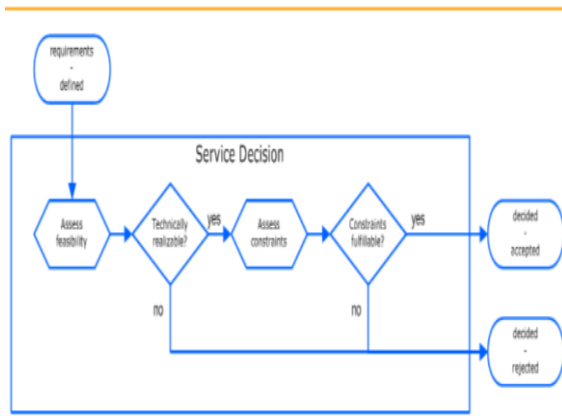 requirements
-
defined
Service Decision
Assess
feasibility
Technically
realizable?
yes
Assess
constraints
Constraints
fulfillable?
yes
decided
-
accepted
no
no
decided
-
rejected